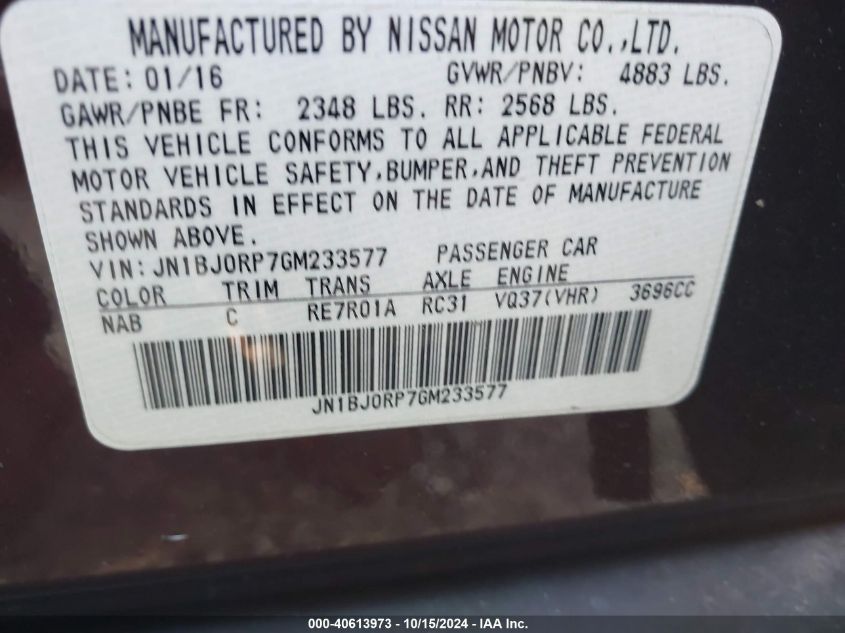 MANUFACTURED BY NISSAN MOTOR CO.,LTD.
DATE: 01/16 GVWR/PNBV: 4883 LBS.
GAWR/PNBE FR: 2348 LBS. RR: 2568 LBS.
THIS VEHICLE CONFORMS TO ALL APPLICABLE FEDERAL
MOTOR VEHICLE SAFETY,BUMPER,AND THEFT PREVENTION
STANDARDS IN EFFECT ON THE DATE OF MANUFACTURE
SHOWN ABOVE.
VIN:JN1BJ0RP7GM233577 PASSENGER CAR
COLOR TRIM TRANS AXLE ENGINE
NAB C RE7R01A RC31 VQ37(VHR) 3696CC
JN1BJ0RP7GM233577
000-40613973 - 10/15/2024 - IAAI Inc.